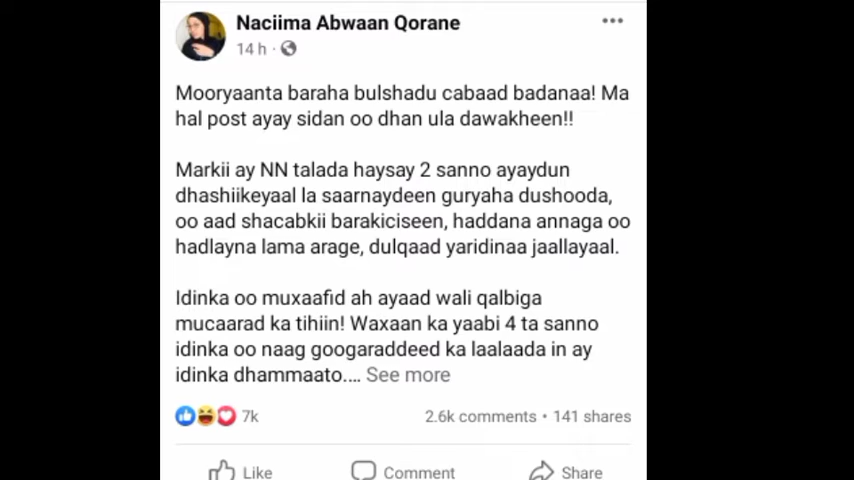 Naciima Abwaan Qorane
14 h ·
Mooryaanta baraha bulshadu cabaad badanaa! Ma
hal post ayay sidan oo dhan ula dawakheen!!
Markii ay NN talada haysay 2 sanno ayaydun
dhashiikeyaal la saarnaydeen guryaha dushooda,
oo aad shacabkii barakiciseen, haddana annaga oo
hadlayna lama arage, dulqaad yaridinaa jaallayaal.
Idinka oo muxaafid ah ayaad wali qalbiga
mucaarad ka tihiin! Waxaan ka yaabi 4 ta sanno
idinka oo naag googaraddeed ka laalaada in ay
idinka dhammaato.... See more
7k 2.6k comments • 141 shares
Like Comment Share